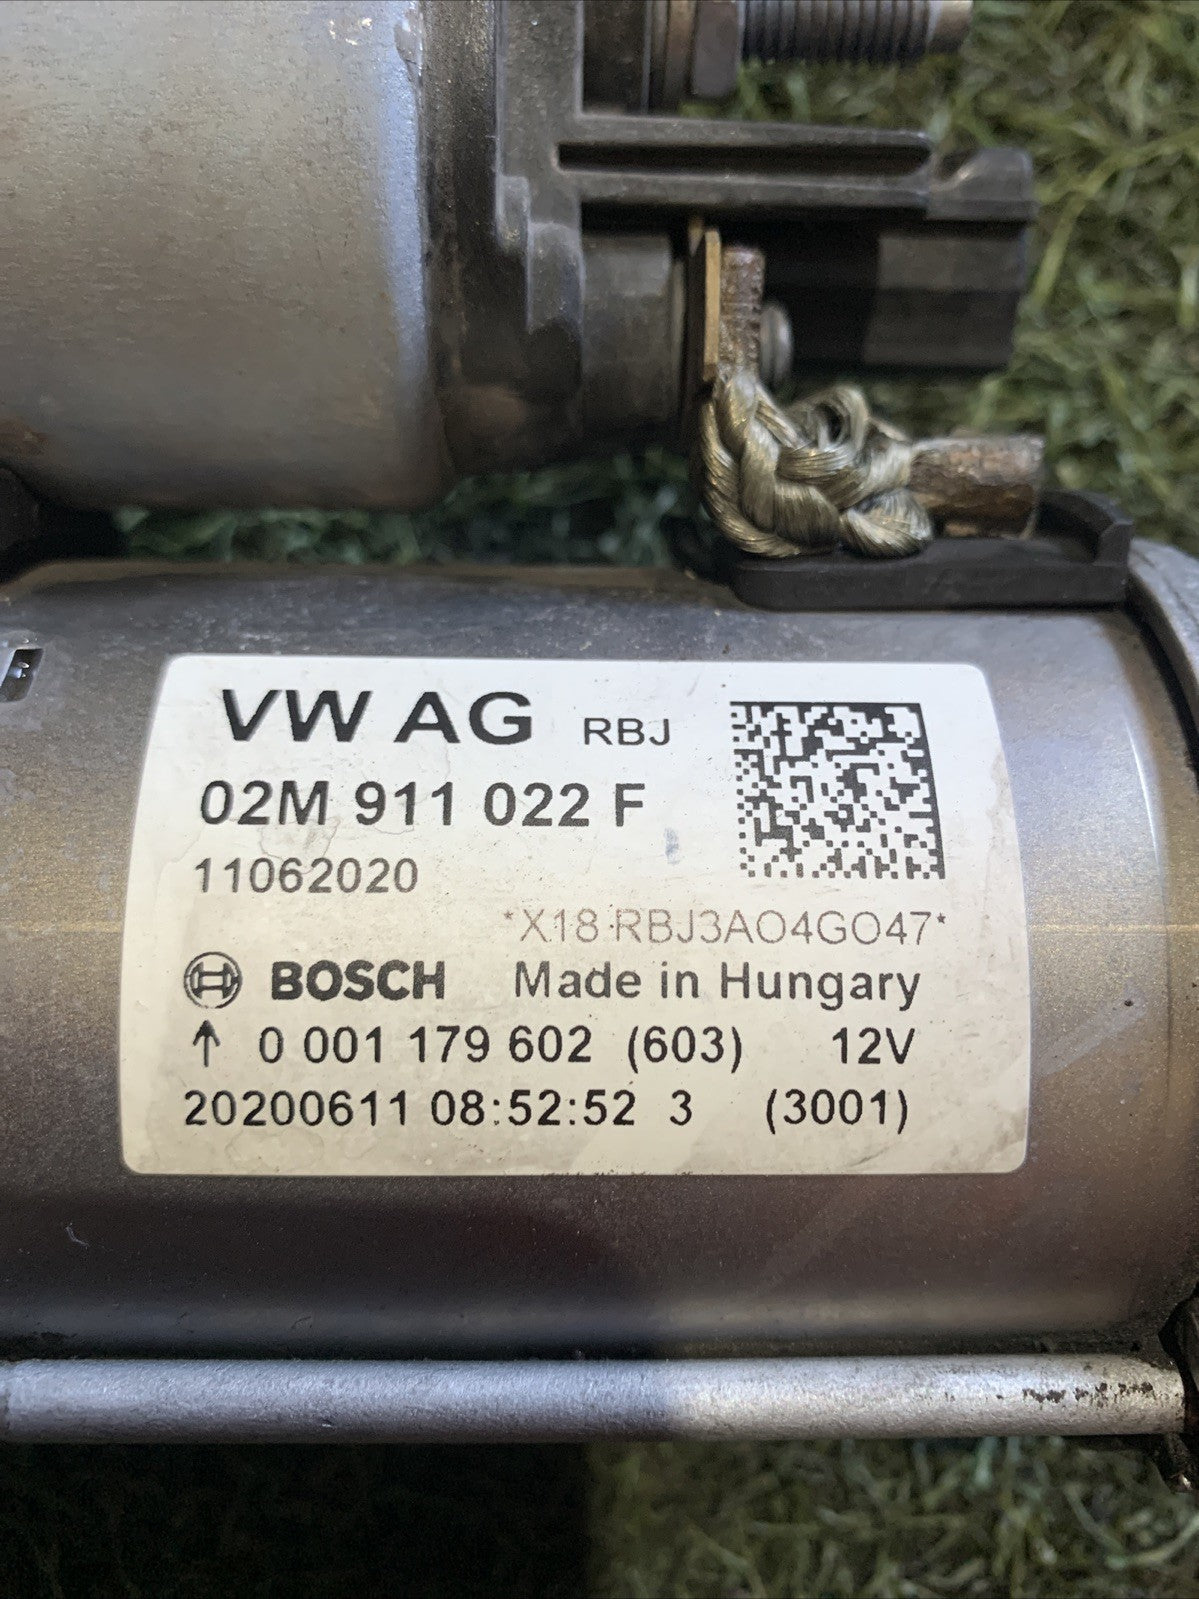 VW AG RBJ
02M 911 022 F
11062020
*X18 RBJ3AO4GO47*
BOSCH Made in Hungary
↑ 0 001 179 602 (603) 12V
20200611 08:52:52 3 (3001)